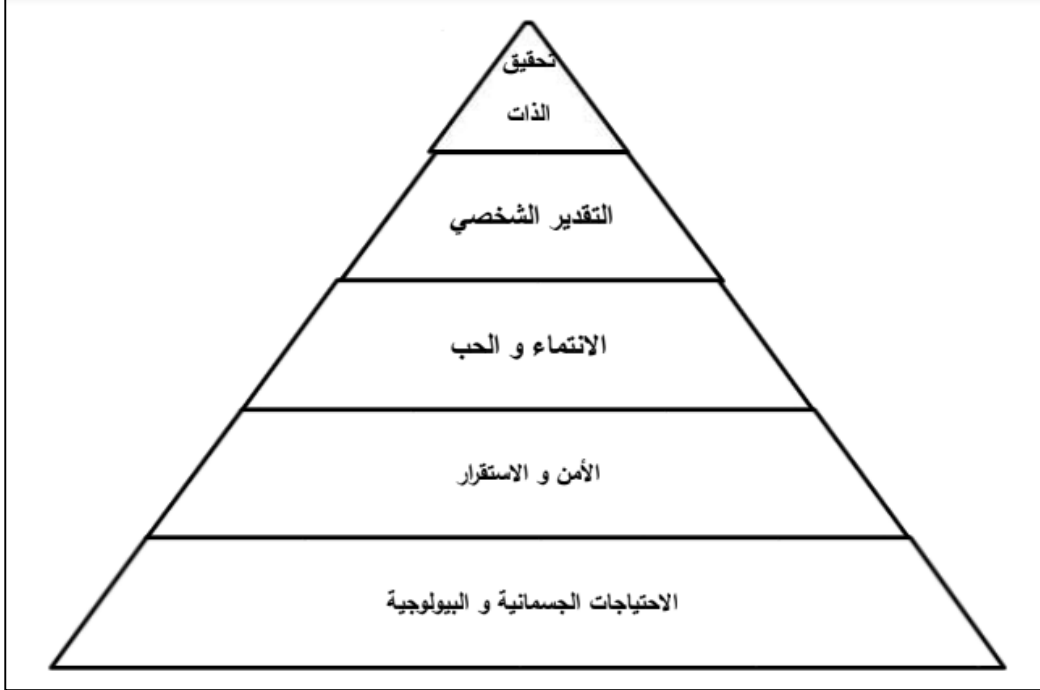 تحقيق
الذات
التقدير الشخصي
الانتماء و الحب
الأمن و الاستقرار
الاحتياجات الجسمانية و البيولوجية